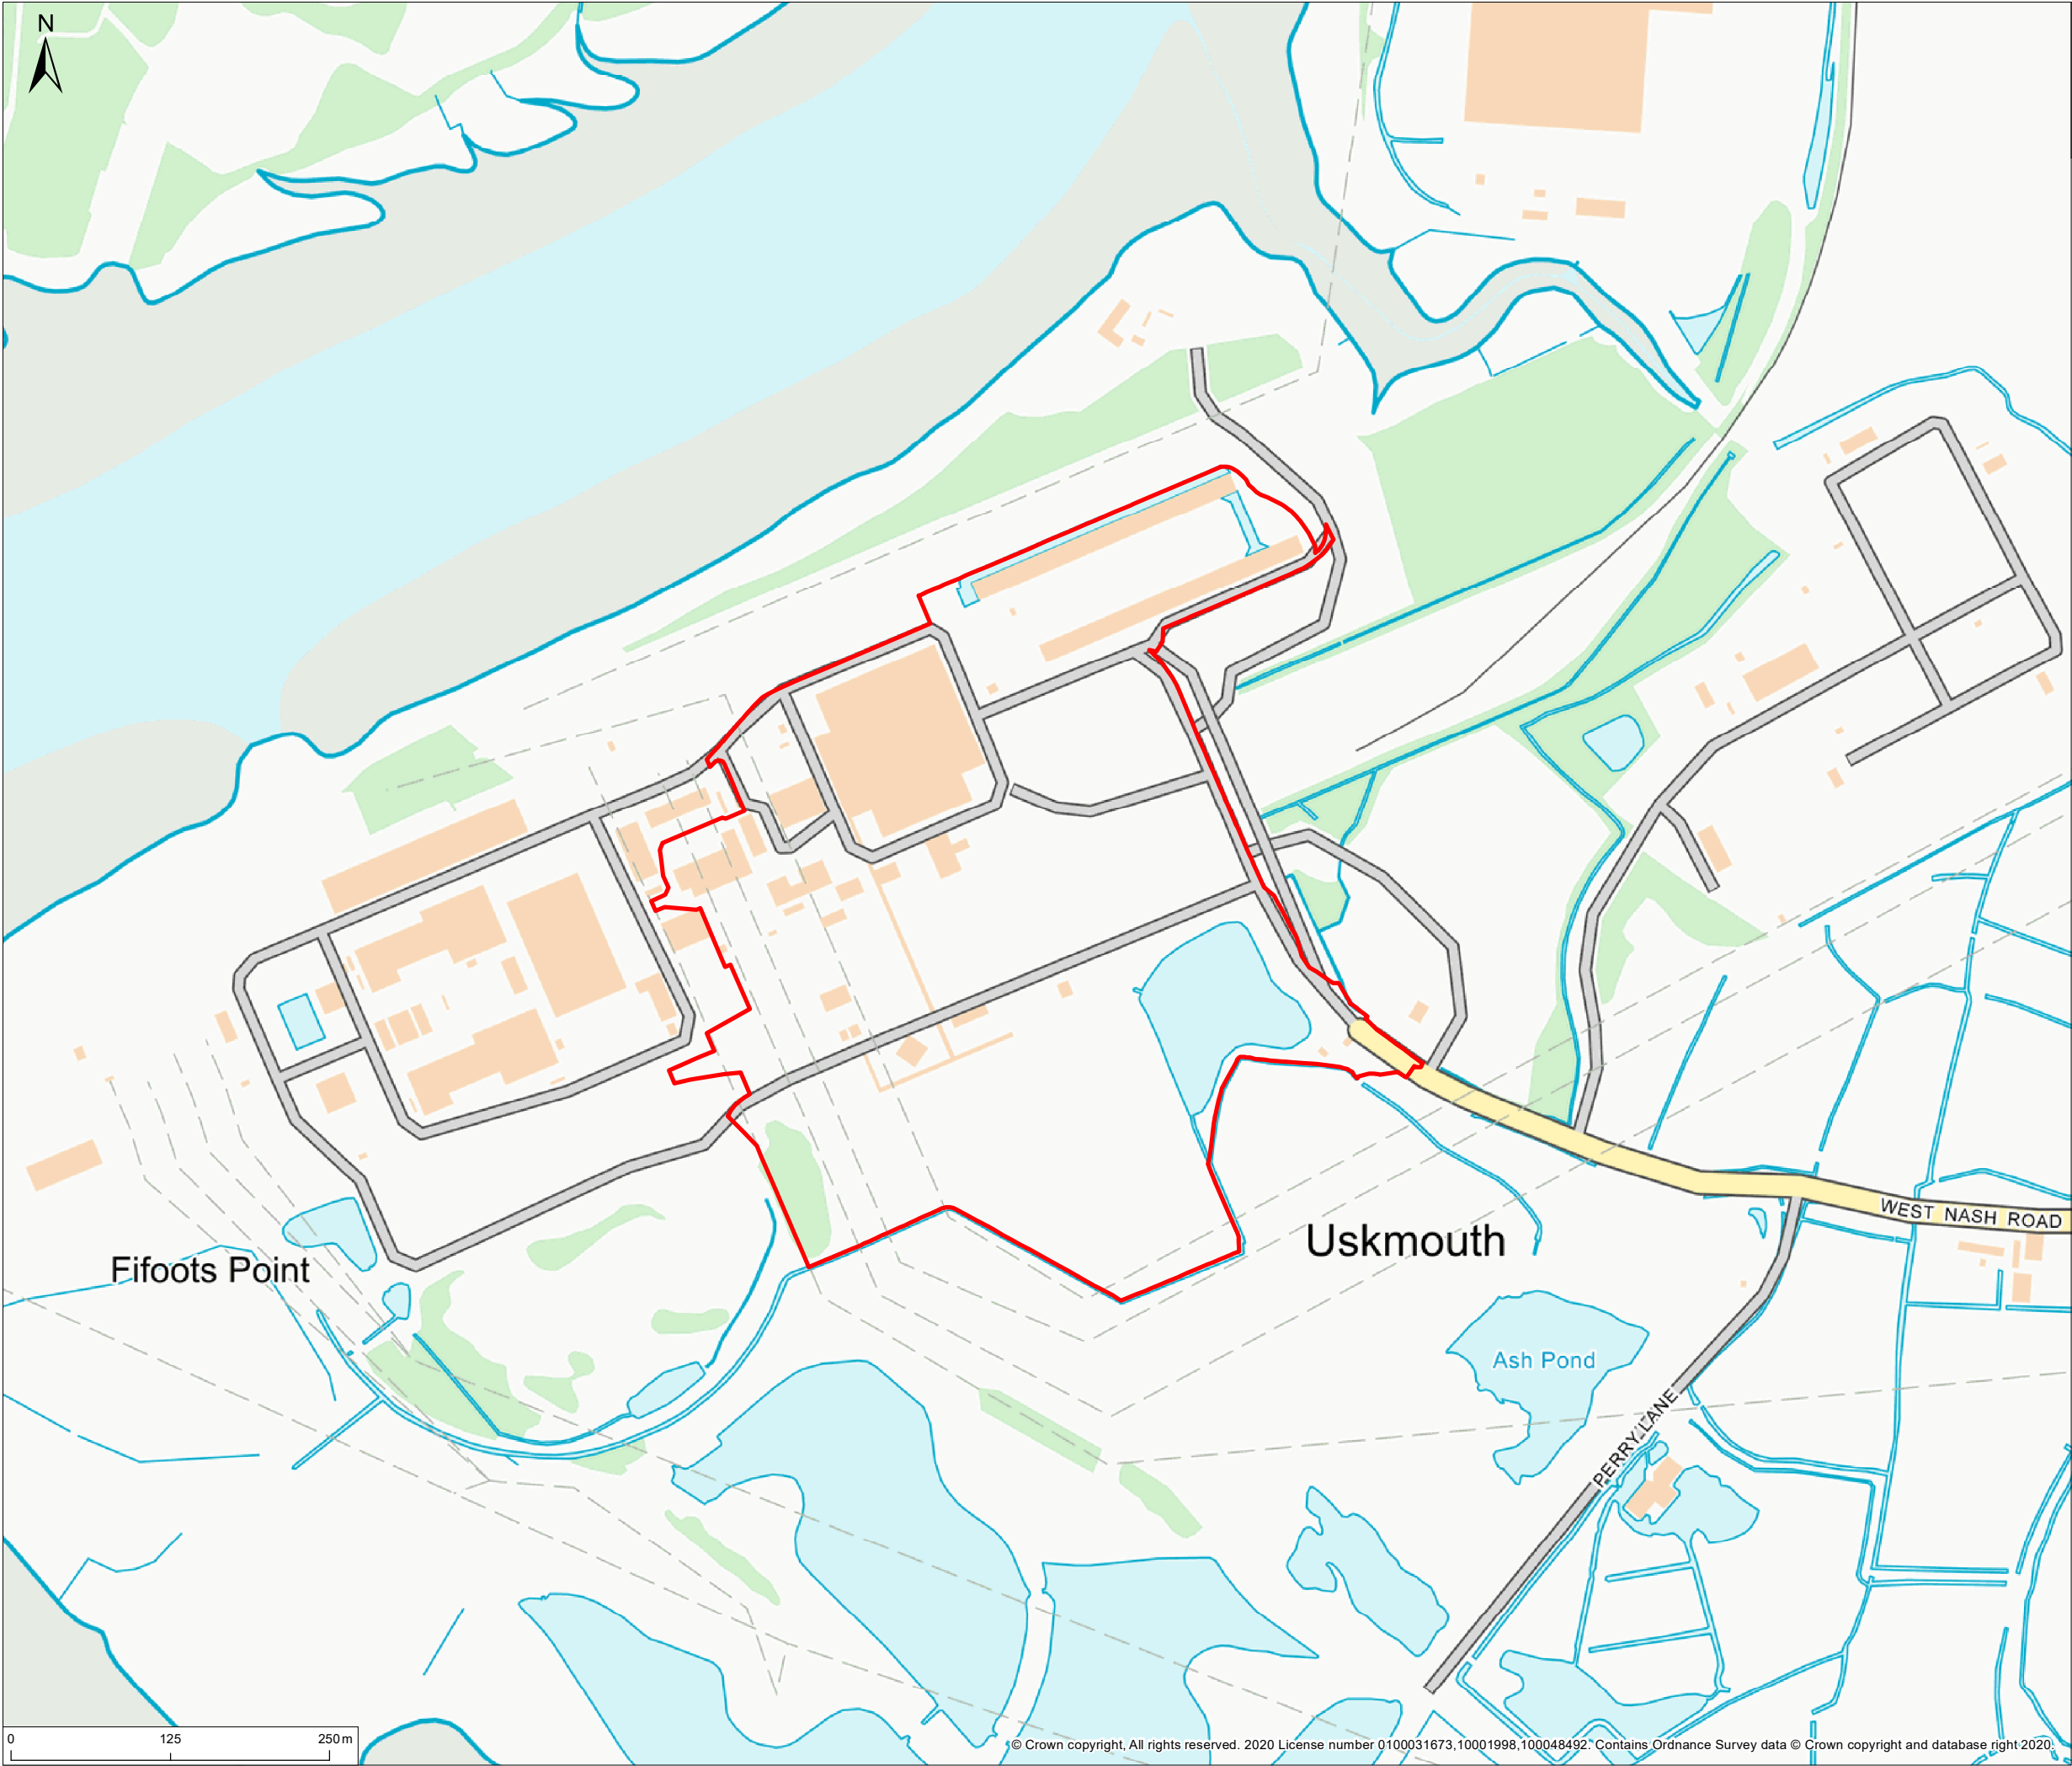 N
WEST NASH ROAD
Uskmouth
Fifoots Point
Ash Pond
PERRY LANE
0 125 250m
© Crown copyright, All rights reserved. 2020 License number 0100031673,10001998,100048492. Contains Ordnance Survey data © Crown copyright and database right 2020.